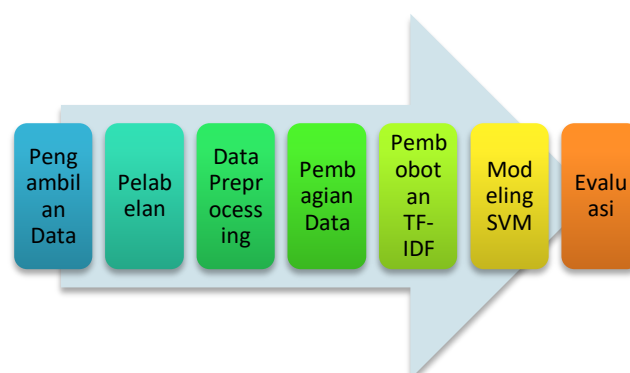 Peng
ambil
an
Data
Pelab
elan
Data
Prepr
ocess
ing
Pemb
agian
Data
Pemb
obot
an
TF-
IDF
Mod
eling
SVM
Evalu
asi